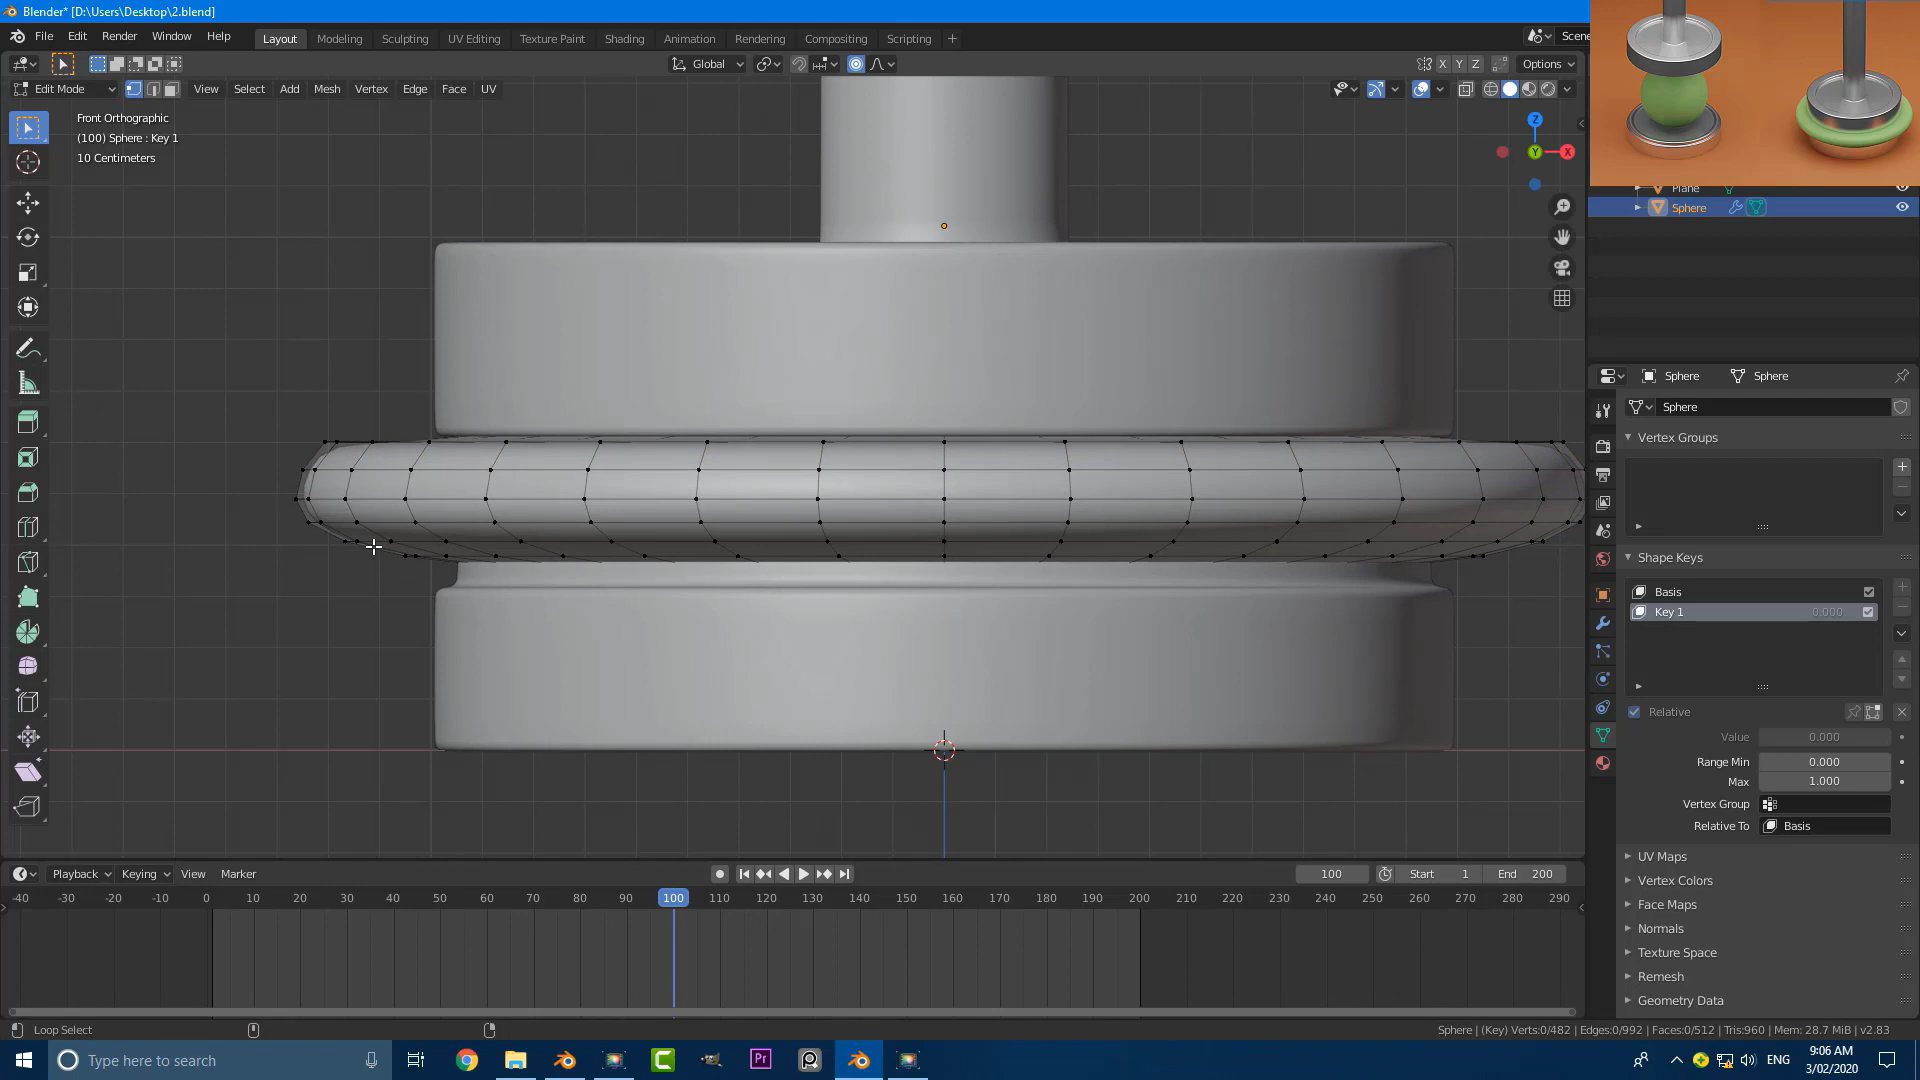 Blender* [D:\Users\Desktop\2.blend]
File Edit Render Window Help
Layout Modeling Sculpting UV Editing Texture Paint Shading Animation Rendering Compositing Scripting +
Scene
Global
X Y Z
Options
Edit Mode View Select Add Mesh Vertex Edge Face UV
Front Orthographic
(100) Sphere : Key 1
10 Centimeters
Z
Y
X
Plane
Sphere
Sphere Sphere
Sphere
Vertex Groups
Shape Keys
Basis
Key 1 0.000
Relative
Value 0.000
Range Min 0.000
Max 1.000
Vertex Group
Relative To Basis
UV Maps
Vertex Colors
Face Maps
Normals
Texture Space
Remesh
Geometry Data
Playback Keying View Marker
100 Start 1 End 200
-40 -30 -20 -10 0 10 20 30 40 50 60 70 80 90 100 110 120 130 140 150 160 170 180 190 200 210 220 230 240 250 260 270 280 290
Loop Select
Sphere | (Key) Verts:0/482 | Edges:0/992 | Faces:0/512 | Tris:960 | Mem: 28.7 MiB | v2.83
Type here to search
Pr
ENG
9:06 AM
3/02/2020